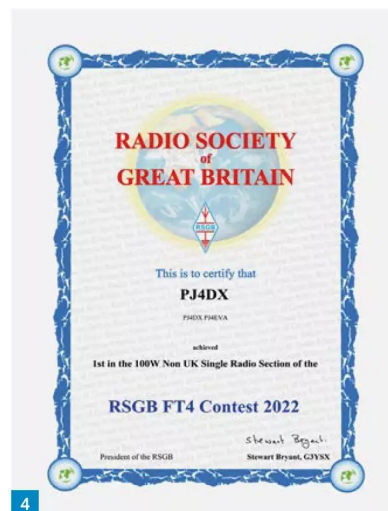 RADIO SOCIETY
of
GREAT BRITAIN
RSGB
This is to certify that
PJ4DX
PJ4DX PJ4EVA
achieved
1st in the 100W Non UK Single Radio Section of the
RSGB FT4 Contest 2022
Stewart Bryant.
President of the RSGB
Stewart Bryant, G3YSX
4